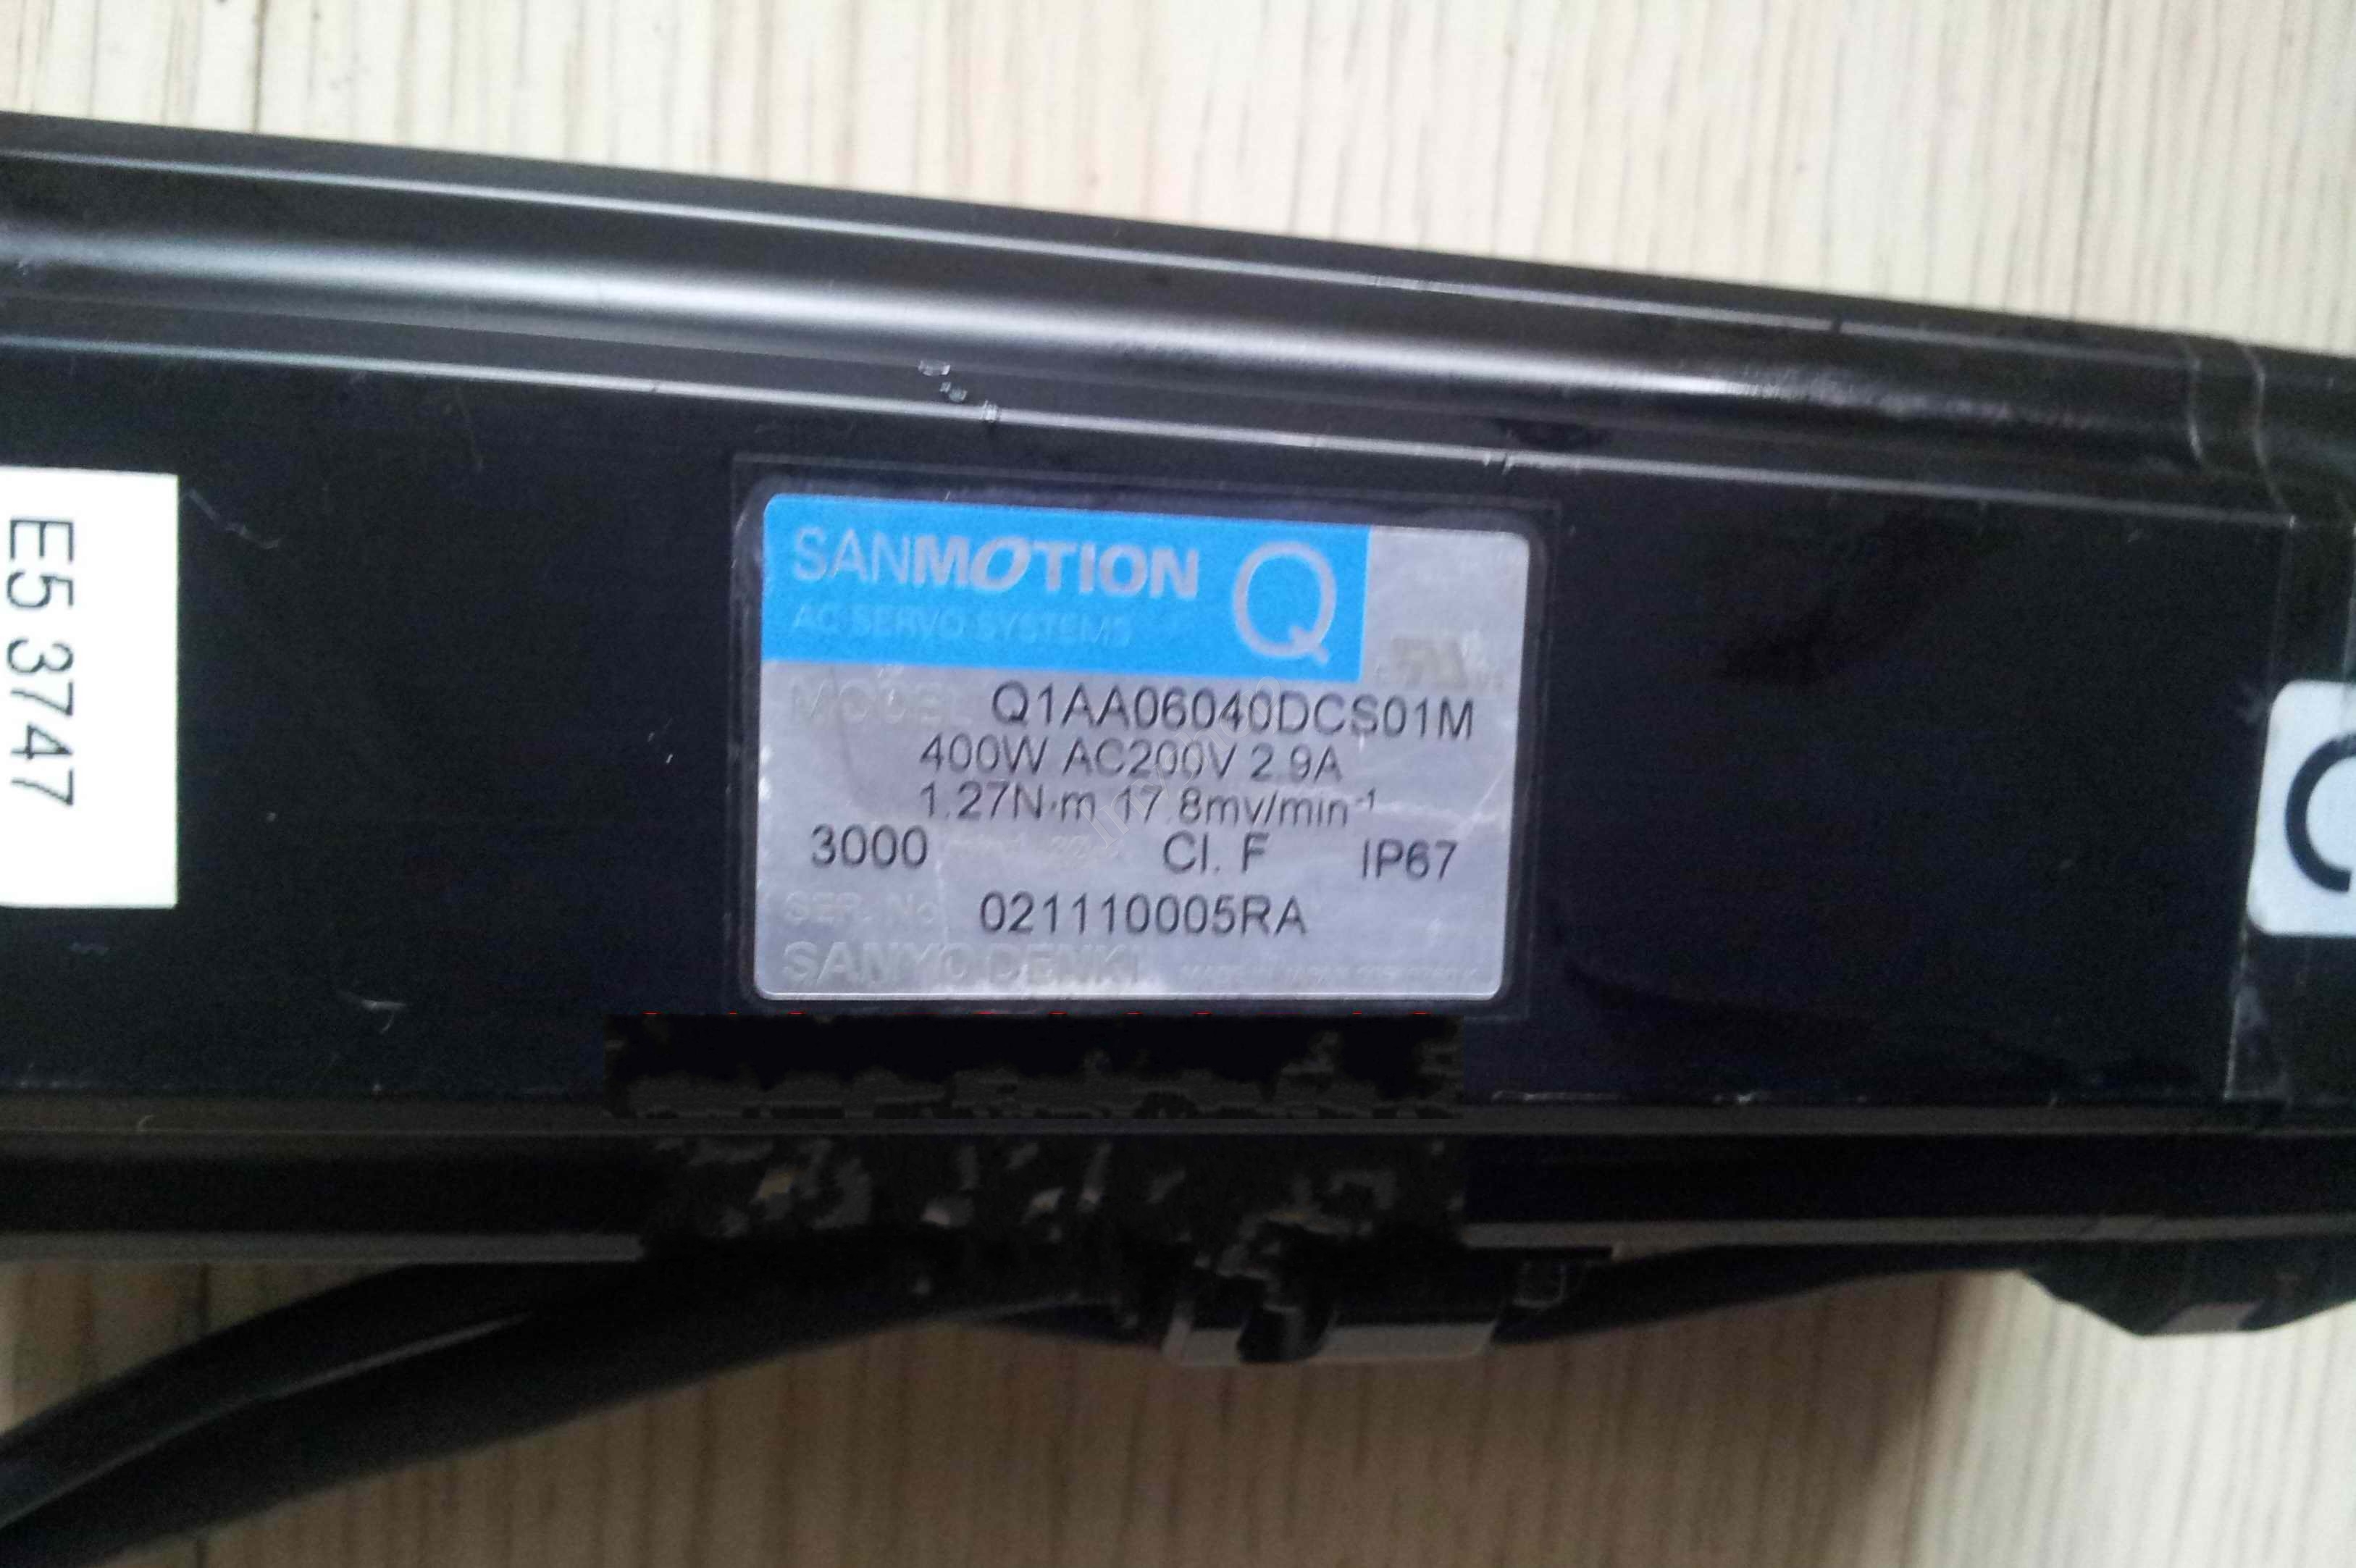 SANMOTION Q
AC SERVO SYSTEMS
MODEL Q1AA06040DCS01M
400W AC200V 2.9A
1.27N·m 17.8mv/min⁻¹
3000 CI. F IP67
SER. No. 021110005RA
SANYO DENKI
E5 3747